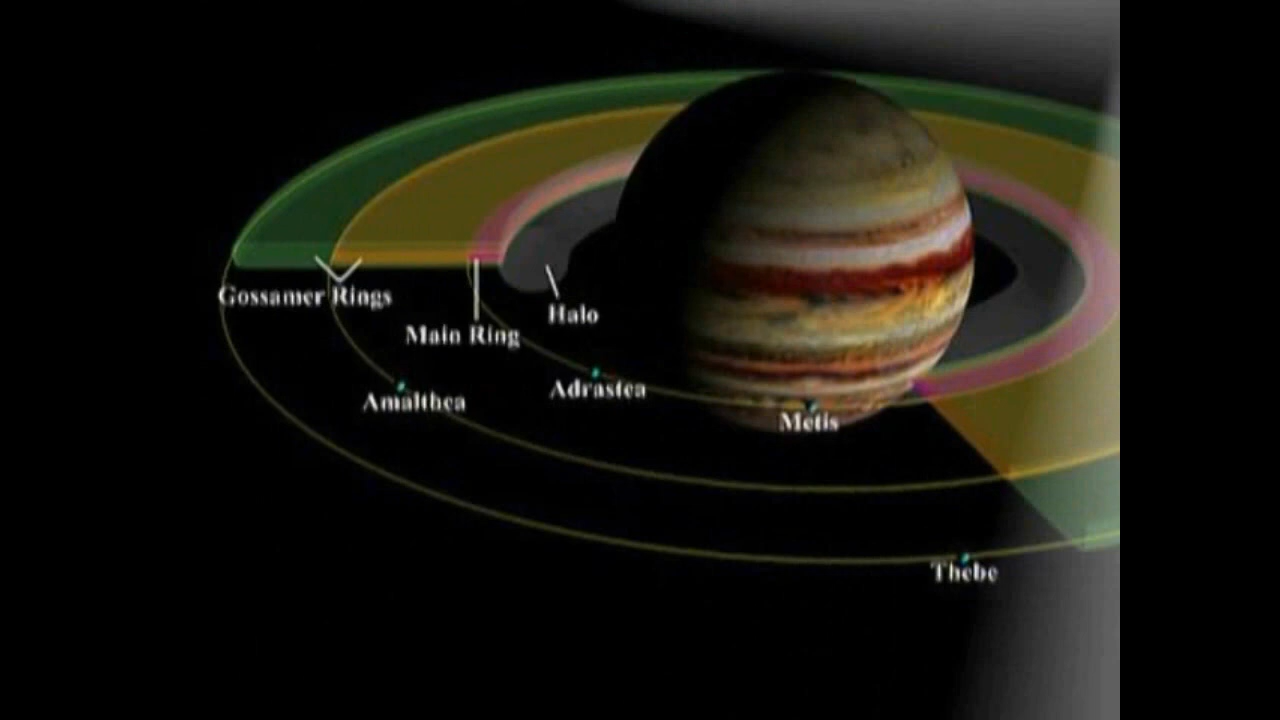 Gossamer Rings
Halo
Main Ring
Adrastea
Amalthea
Metis
Thebe